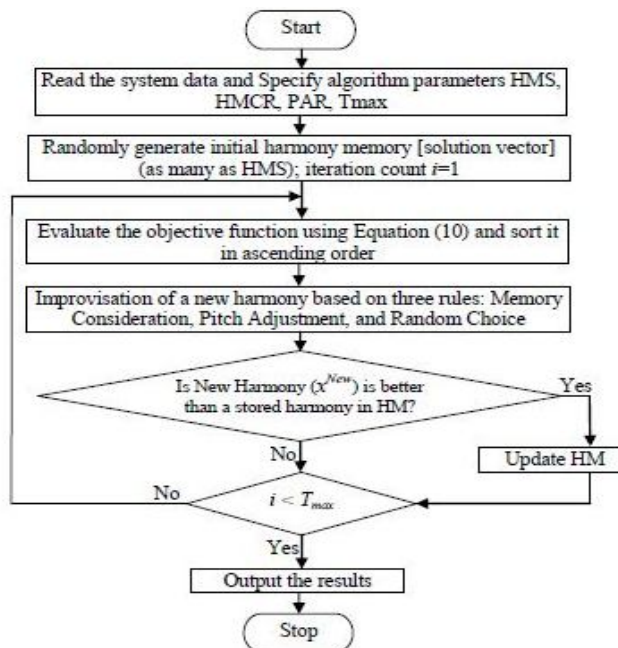 Start
Read the system data and Specify algorithm parameters HMS,
HMCR, PAR, Tmax
Randomly generate initial harmony memory [solution vector]
(as many as HMS); iteration count i=1
Evaluate the objective function using Equation (10) and sort it
in ascending order
Improvisation of a new harmony based on three rules: Memory
Consideration, Pitch Adjustment, and Random Choice
Is New Harmony (x^New) is better
than a stored harmony in HM?
Yes
No
Update HM
No
i < T_max
Yes
Output the results
Stop